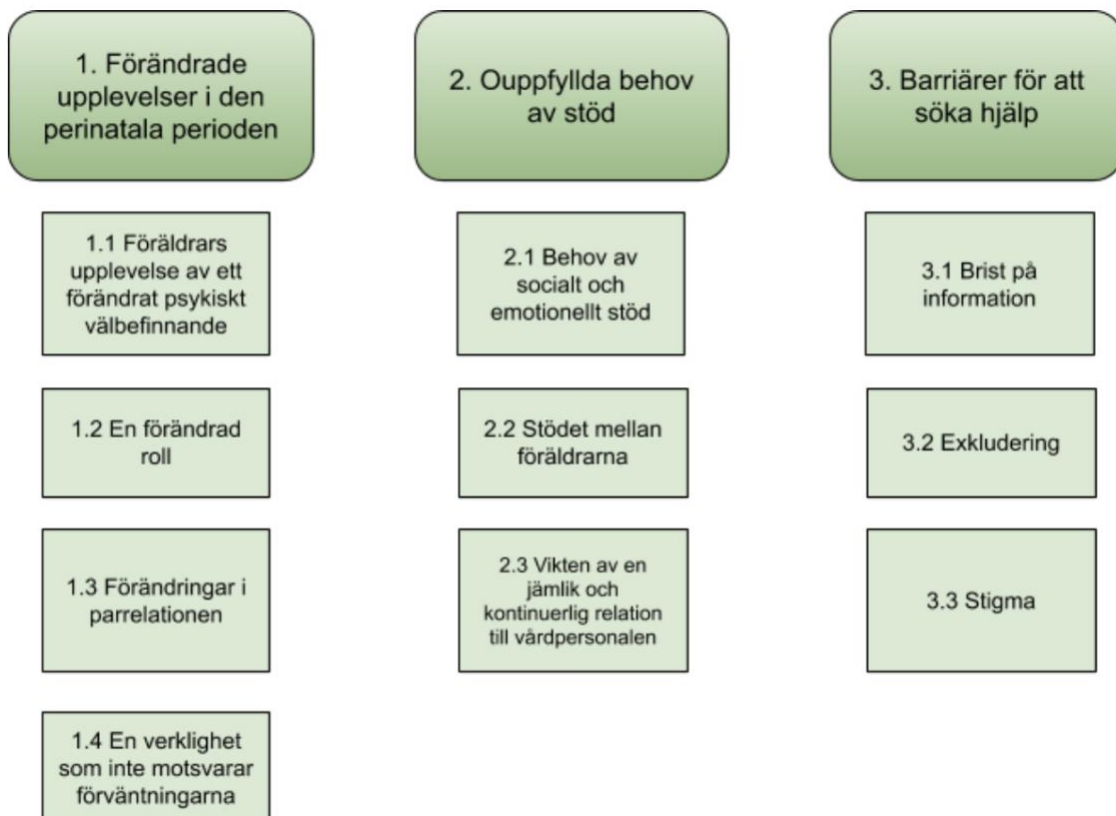 1. Förändrade
upplevelser i den
perinatala perioden
2. Ouppfyllda behov
av stöd
3. Barriärer för att
söka hjälp
1.1 Föräldrars
upplevelse av ett
förändrat psykiskt
välbefinnande
2.1 Behov av
socialt och
emotionellt stöd
3.1 Brist på
information
1.2 En förändrad
roll
2.2 Stödet mellan
föräldrarna
3.2 Exkludering
1.3 Förändringar i
parrelationen
2.3 Vikten av en
jämlik och
kontinuerlig relation
till vårdpersonalen
3.3 Stigma
1.4 En verklighet
som inte motsvarar
förväntningarna